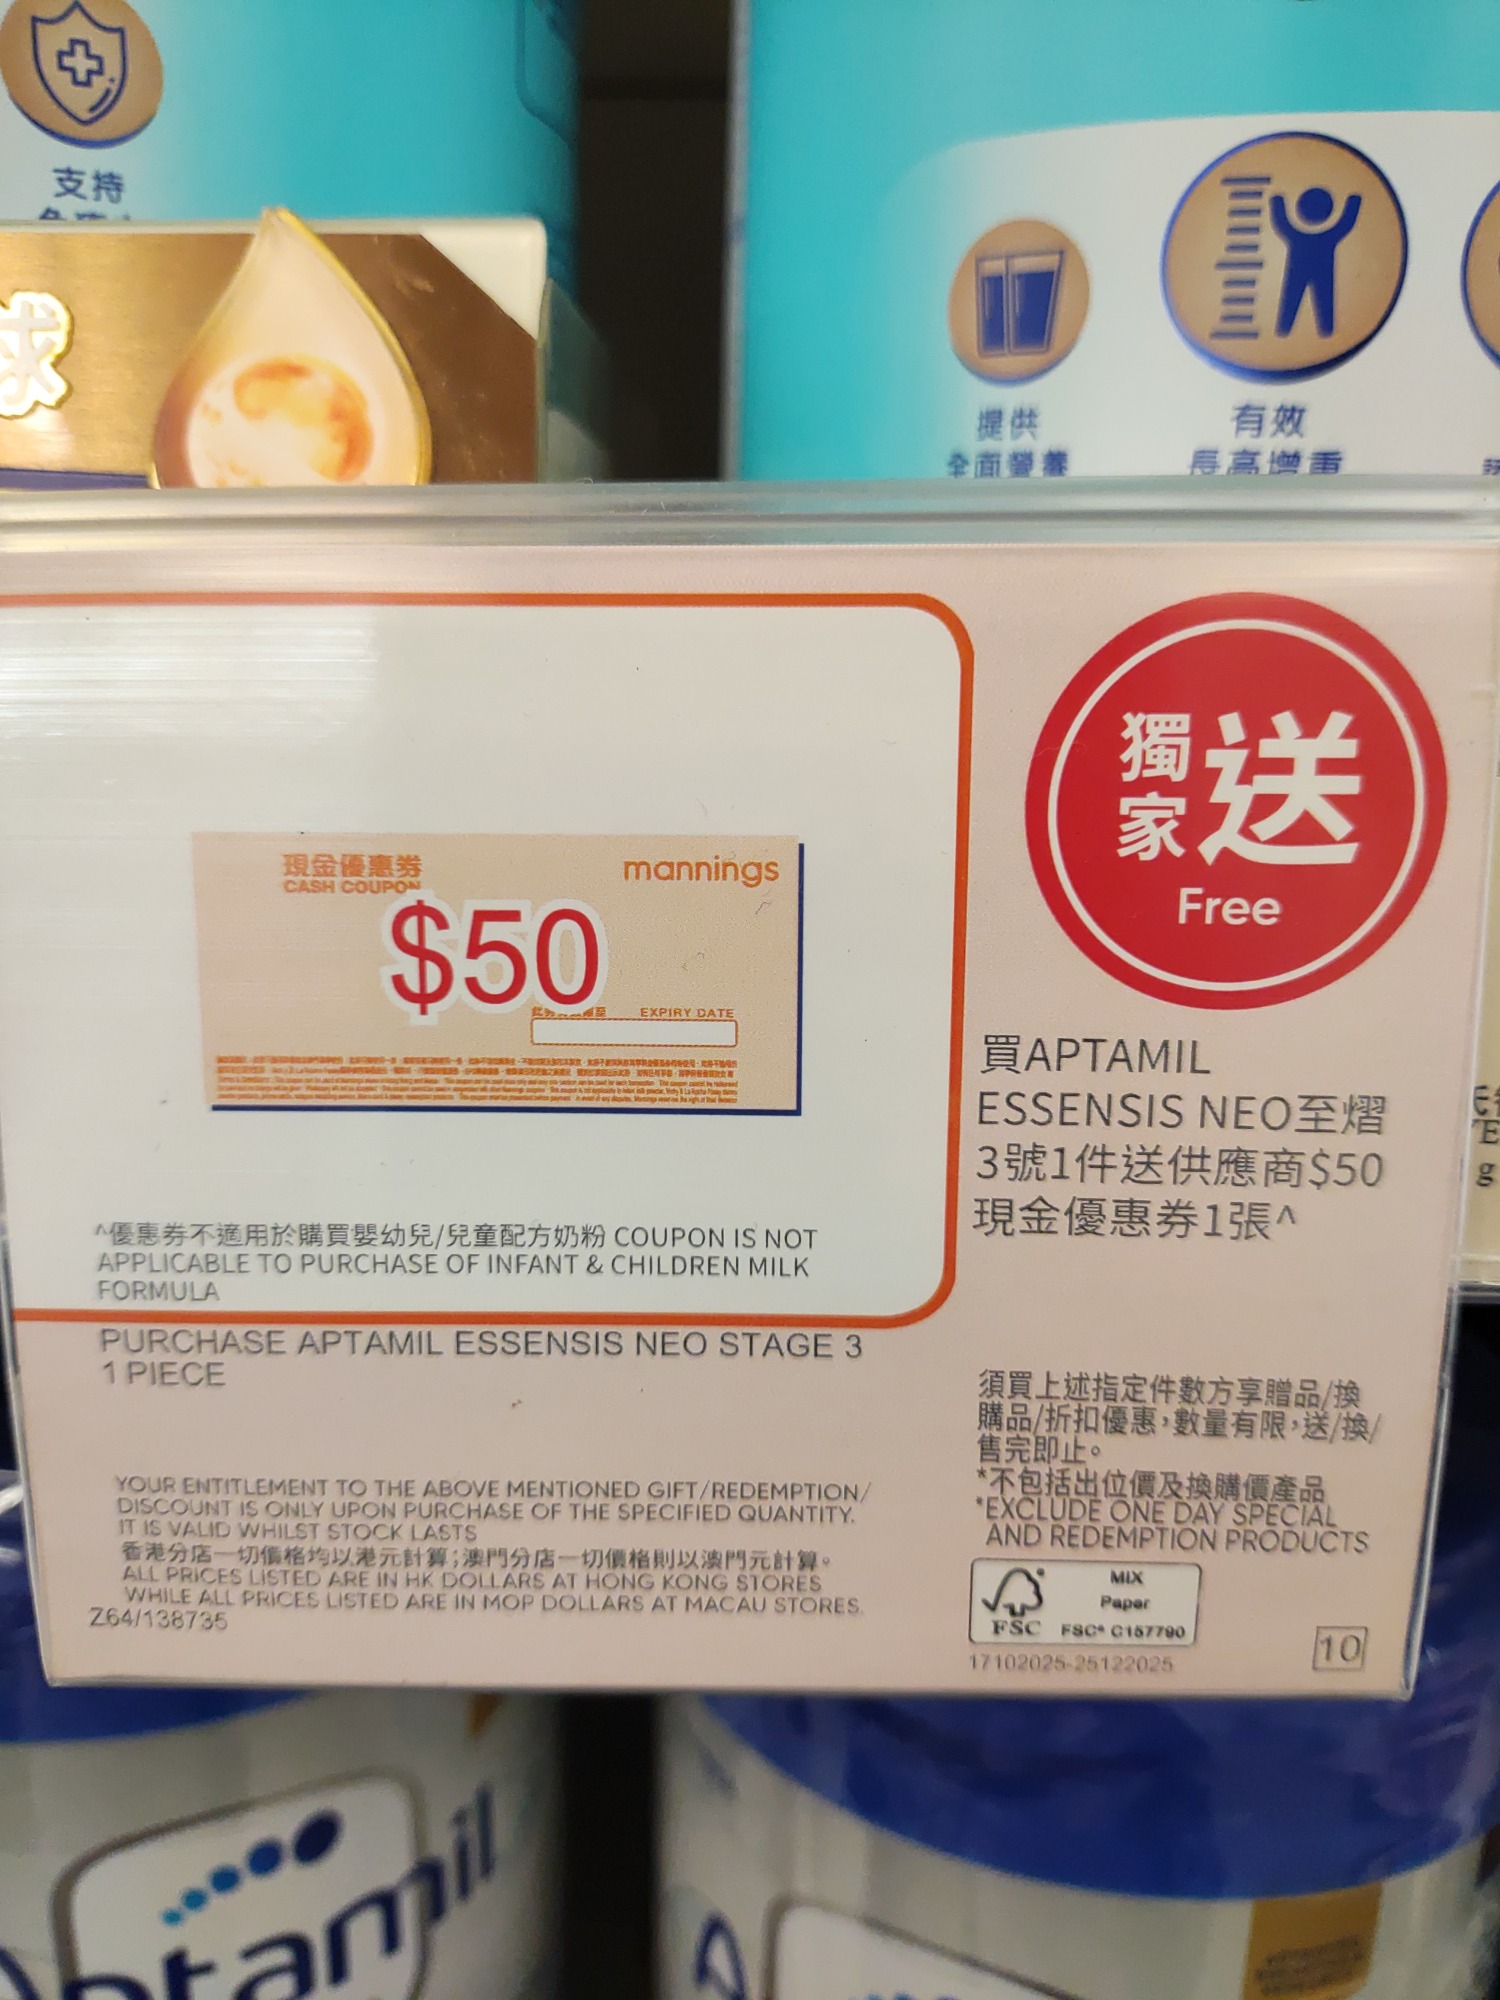 支持
提供
全面營養
有效
長高增重
球
現金優惠券
CASH COUPON
mannings
$50
EXPIRY DATE
獨家送
Free
買APTAMIL
ESSENSIS NEO至熠
3號1件送供應商$50
現金優惠券1張^
^優惠券不適用於購買嬰幼兒/兒童配方奶粉 COUPON IS NOT
APPLICABLE TO PURCHASE OF INFANT & CHILDREN MILK
FORMULA
PURCHASE APTAMIL ESSENSIS NEO STAGE 3
1 PIECE
須買上述指定件數方享贈品/換
購品/折扣優惠，數量有限，送/換/
售完即止。
*不包括出位價及換購價產品
*EXCLUDE ONE DAY SPECIAL
AND REDEMPTION PRODUCTS
YOUR ENTITLEMENT TO THE ABOVE MENTIONED GIFT/REDEMPTION/
DISCOUNT IS ONLY UPON PURCHASE OF THE SPECIFIED QUANTITY.
IT IS VALID WHILST STOCK LASTS
香港分店一切價格均以港元計算；澳門分店一切價格則以澳門元計算。
ALL PRICES LISTED ARE IN HK DOLLARS AT HONG KONG STORES
WHILE ALL PRICES LISTED ARE IN MOP DOLLARS AT MACAU STORES.
Z64/138735
MIX
Paper
FSC FSC® C157790
17102025-25122025
10
ptamil